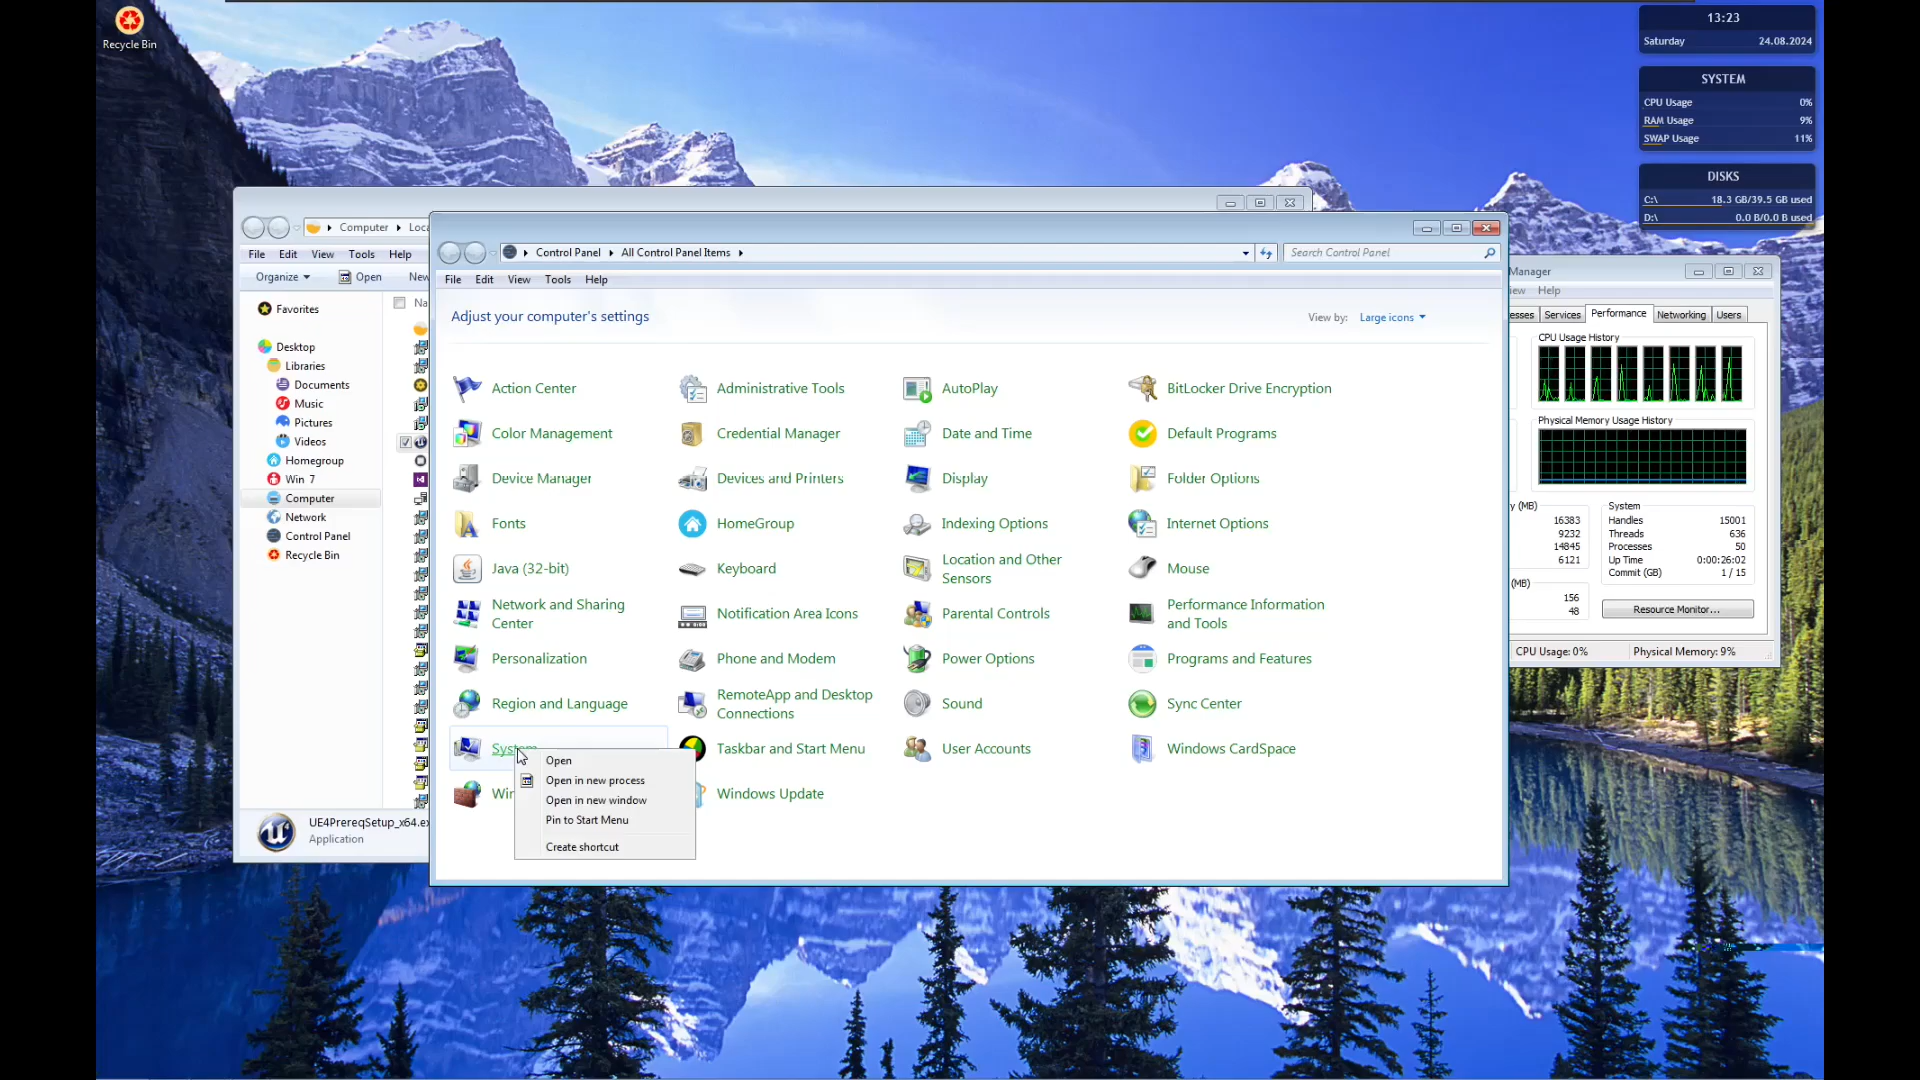 Recycle Bin
13:23
Saturday 24.08.2024
SYSTEM
CPU Usage 0%
RAM Usage 9%
SWAP Usage 11%
DISKS
C:\ 18.3 GB/39.5 GB used
D:\ 0.0 B/0.0 B used
Computer
File Edit View Tools Help
Organize Open
Favorites
Desktop
Libraries
Documents
Music
Pictures
Videos
Homegroup
Win 7
Computer
Network
Control Panel
Recycle Bin
UE4PrereqSetup_x64.ex
Application
Control Panel All Control Panel Items
Search Control Panel
File Edit View Tools Help
Adjust your computer's settings
View by: Large icons
Action Center
Administrative Tools
AutoPlay
BitLocker Drive Encryption
Color Management
Credential Manager
Date and Time
Default Programs
Device Manager
Devices and Printers
Display
Folder Options
Fonts
HomeGroup
Indexing Options
Internet Options
Java (32-bit)
Keyboard
Location and Other
Sensors
Mouse
Network and Sharing
Center
Notification Area Icons
Parental Controls
Performance Information
and Tools
Personalization
Phone and Modem
Power Options
Programs and Features
Region and Language
RemoteApp and Desktop
Connections
Sound
Sync Center
System
Taskbar and Start Menu
User Accounts
Windows CardSpace
Win
Windows Update
Open
Open in new process
Open in new window
Pin to Start Menu
Create shortcut
Manager
Help
Services Performance Networking Users
CPU Usage History
Physical Memory Usage History
(MB)
16383
9232
14845
6121
System
Handles 15001
Threads 636
Processes 50
Up Time 0:00:26:02
Commit (GB) 1 / 15
(MB)
156
48
Resource Monitor...
CPU Usage: 0% Physical Memory: 9%